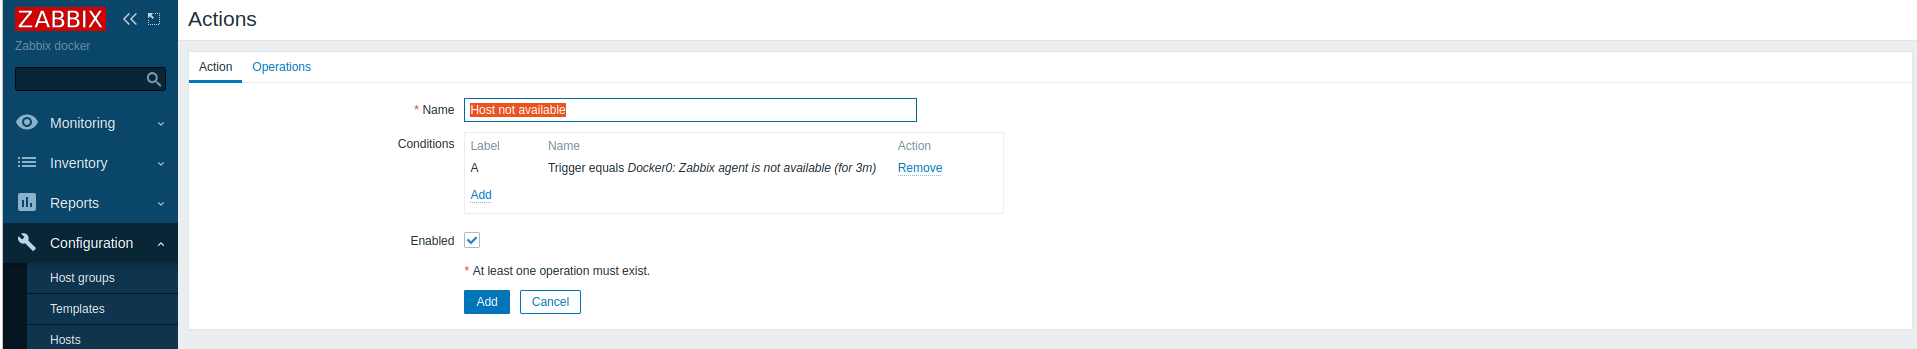 ZABBIX
Zabbix docker
Monitoring
Inventory
Reports
Configuration
Host groups
Templates
Hosts
Actions
Action Operations
* Name Host not available
Conditions Label Name Action
A Trigger equals Docker0: Zabbix agent is not available (for 3m) Remove
Add
Enabled
* At least one operation must exist.
Add Cancel